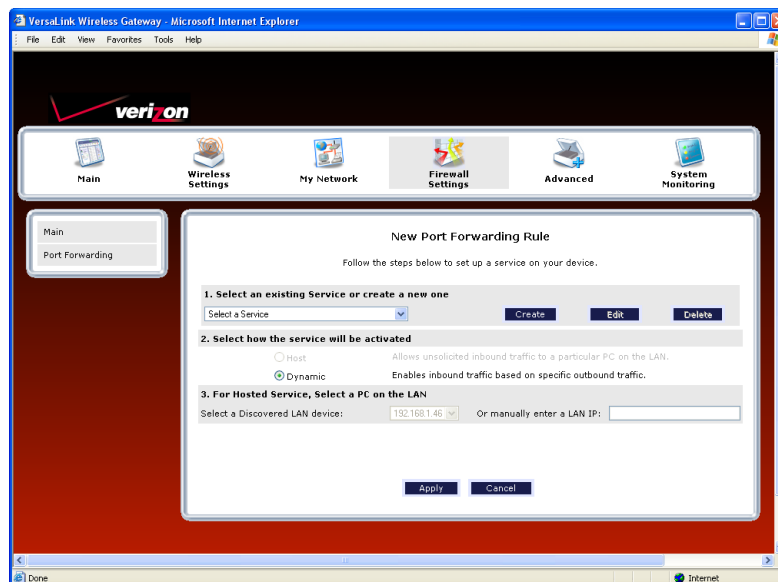 VersaLink Wireless Gateway - Microsoft Internet Explorer
File Edit View Favorites Tools Help
verizon
Main
Wireless Settings
My Network
Firewall Settings
Advanced
System Monitoring
Main
Port Forwarding
New Port Forwarding Rule
Follow the steps below to set up a service on your device.
1. Select an existing Service or create a new one
Select a Service Create Edit Delete
2. Select how the service will be activated
Host Allows unsolicited inbound traffic to a particular PC on the LAN.
Dynamic Enables inbound traffic based on specific outbound traffic.
3. For Hosted Service, Select a PC on the LAN
Select a Discovered LAN device: 192.168.1.46 Or manually enter a LAN IP:
Apply Cancel
Done Internet